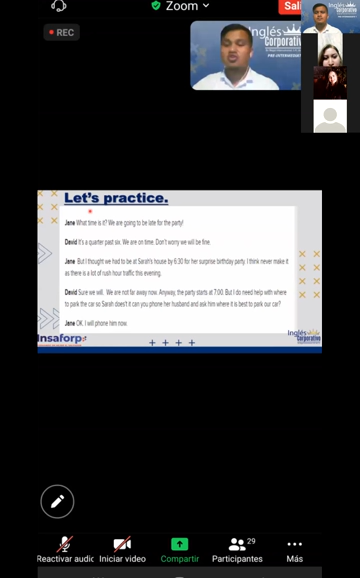 Zoom
Sali
REC
Inglés
Corporativo
PRE-INTERMEDIATE
Inglés
Corporativo
Let's practice.
Jane What time is it? We are going to be late for the party!
David It's a quarter past six. We are on time. Don't worry we will be fine.
Jane But I thought we had to be at Sarah's house by 6:30 for her surprise birthday party. I think never make it
as there is a lot of rush hour traffic this evening.
David Sure we will. We are not far away now. Anyway, the party starts at 7:00. But I do need help with where
to park the car so Sarah does'it can you phone her husband and ask him where it is best to park our car?
Jane OK. I will phone him now.
Insaforp
Inglés
Corporativo
29
Reactivar audio
Iniciar video
Compartir
Participantes
Más